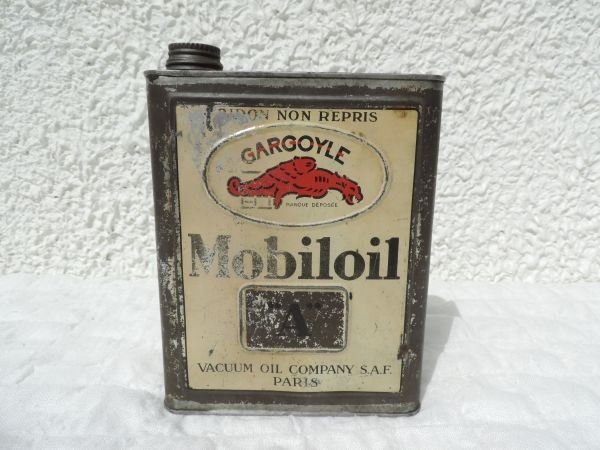 BIDON NON REPRIS
GARGOYLE
MARQUE DÉPOSÉE
Mobiloil
"A"
VACUUM OIL COMPANY S.A.F.
PARIS